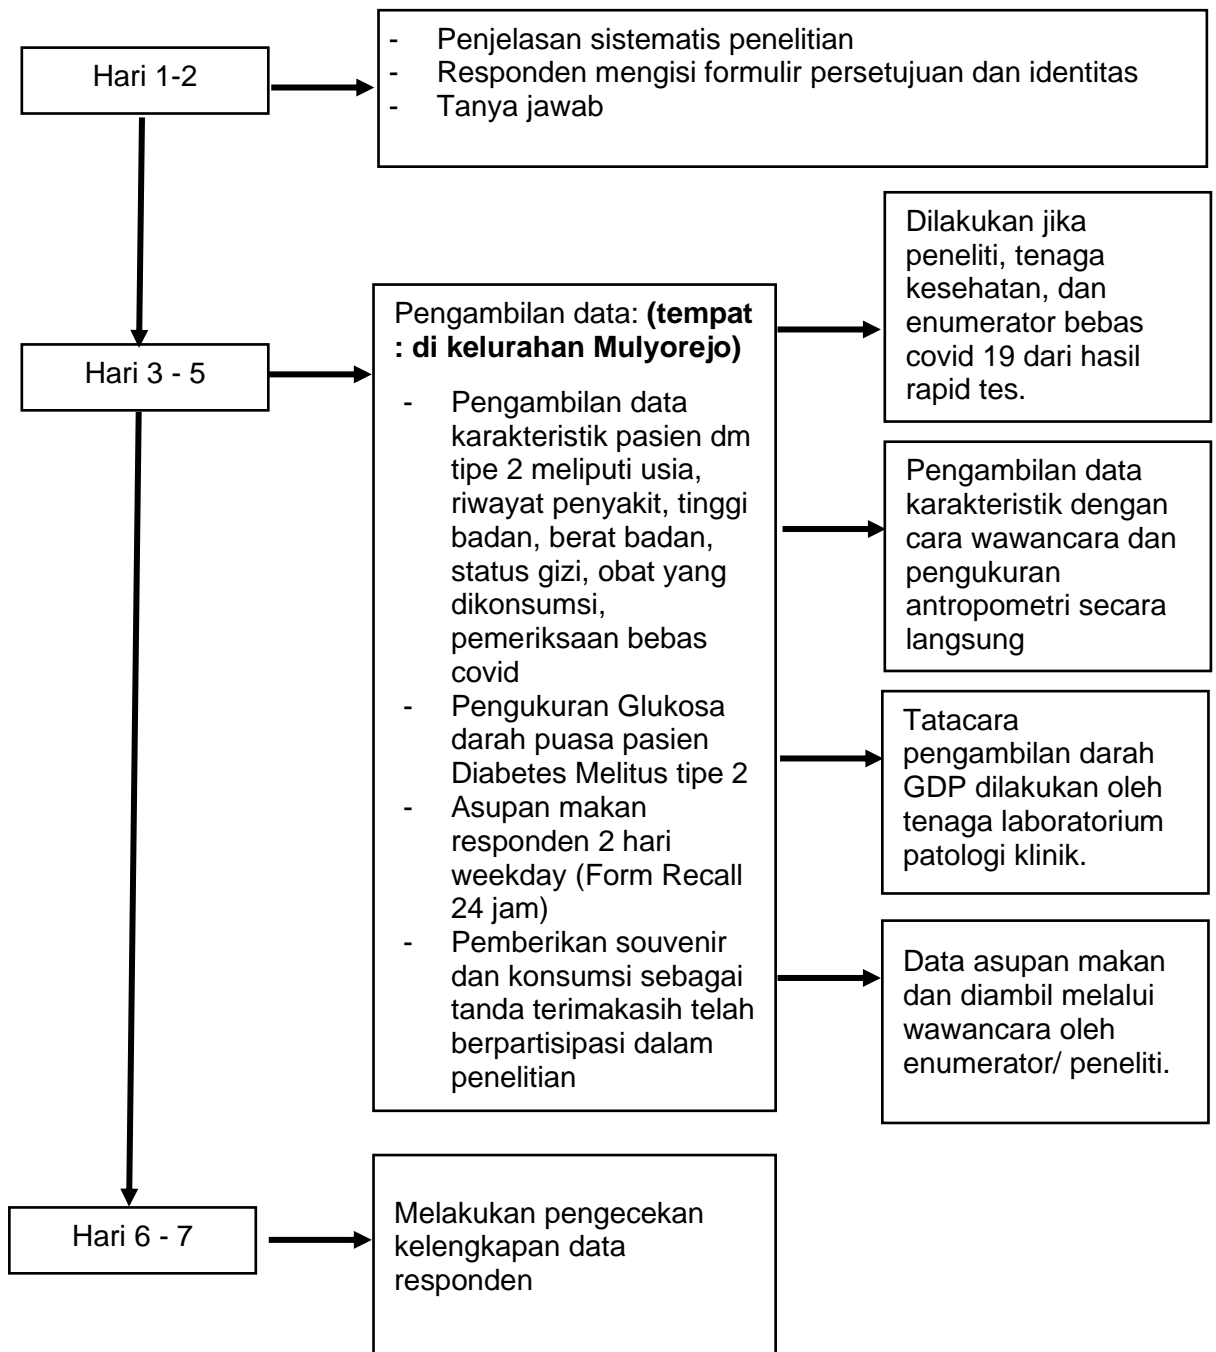 Hari 1-2
- Penjelasan sistematis penelitian
- Responden mengisi formulir persetujuan dan identitas
- Tanya jawab
Hari 3 - 5
Pengambilan data: (tempat
: di kelurahan Mulyorejo)
- Pengambilan data
karakteristik pasien dm
tipe 2 meliputi usia,
riwayat penyakit, tinggi
badan, berat badan,
status gizi, obat yang
dikonsumsi,
pemeriksaan bebas
covid
- Pengukuran Glukosa
darah puasa pasien
Diabetes Melitus tipe 2
- Asupan makan
responden 2 hari
weekday (Form Recall
24 jam)
- Pemberikan souvenir
dan konsumsi sebagai
tanda terimakasih telah
berpartisipasi dalam
penelitian
Dilakukan jika
peneliti, tenaga
kesehatan, dan
enumerator bebas
covid 19 dari hasil
rapid tes.
Pengambilan data
karakteristik dengan
cara wawancara dan
pengukuran
antropometri secara
langsung
Tatacara
pengambilan darah
GDP dilakukan oleh
tenaga laboratorium
patologi klinik.
Data asupan makan
dan diambil melalui
wawancara oleh
enumerator/ peneliti.
Hari 6 - 7
Melakukan pengecekan
kelengkapan data
responden